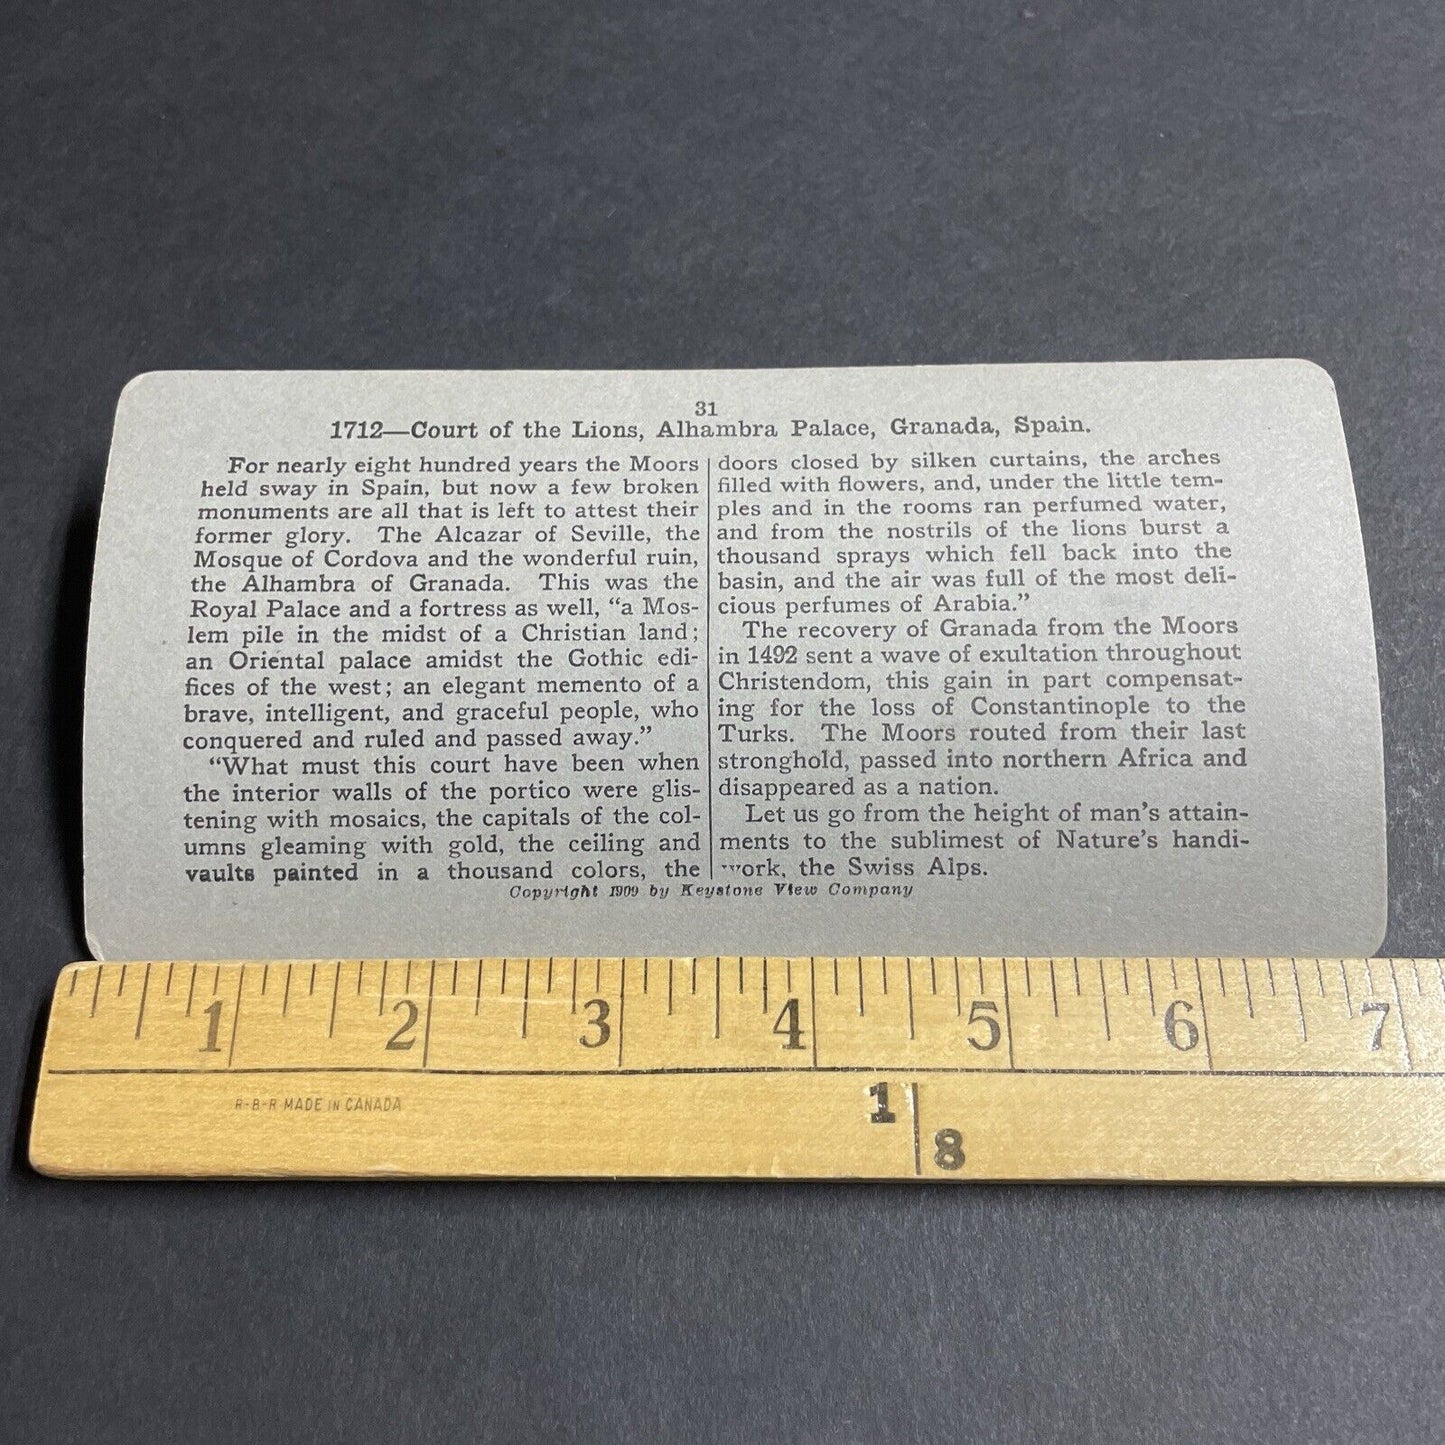 31
1712—Court of the Lions, Alhambra Palace, Granada, Spain.
For nearly eight hundred years the Moors
held sway in Spain, but now a few broken
monuments are all that is left to attest their
former glory. The Alcazar of Seville, the
Mosque of Cordova and the wonderful ruin,
the Alhambra of Granada. This was the
Royal Palace and a fortress as well, “a Mos-
lem pile in the midst of a Christian land;
an Oriental palace amidst the Gothic edi-
fices of the west; an elegant memento of a
brave, intelligent, and graceful people, who
conquered and ruled and passed away.”
“What must this court have been when
the interior walls of the portico were glis-
tening with mosaics, the capitals of the col-
umns gleaming with gold, the ceiling and
vaults painted in a thousand colors, the
doors closed by silken curtains, the arches
filled with flowers, and, under the little tem-
ples and in the rooms ran perfumed water,
and from the nostrils of the lions burst a
thousand sprays which fell back into the
basin, and the air was full of the most deli-
cious perfumes of Arabia.”
The recovery of Granada from the Moors
in 1492 sent a wave of exultation throughout
Christendom, this gain in part compensat-
ing for the loss of Constantinople to the
Turks. The Moors routed from their last
stronghold, passed into northern Africa and
disappeared as a nation.
Let us go from the height of man's attain-
ments to the sublimest of Nature's handi-
work, the Swiss Alps.
Copyright 1909 by Keystone View Company
1 2 3 4 5 6 7
R-B-R MADE IN CANADA
1 8